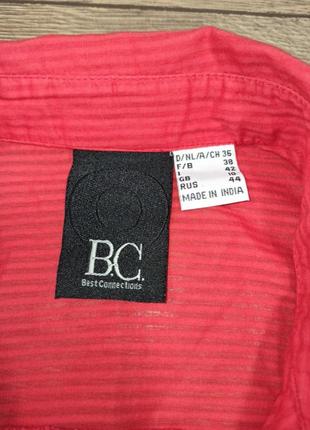 B.C.
Best Connections
D/NL/A/CH 36
F/B 38
I 42
GB 10
RUS 44
MADE IN INDIA